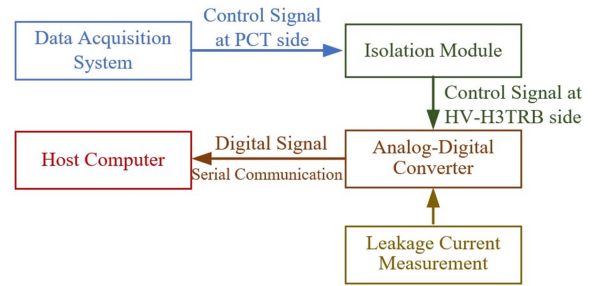 Data Acquisition
System
Control Signal
at PCT side
Isolation Module
Control Signal at
HV-H3TRB side
Host Computer
Digital Signal
Serial Communication
Analog-Digital
Converter
Leakage Current
Measurement